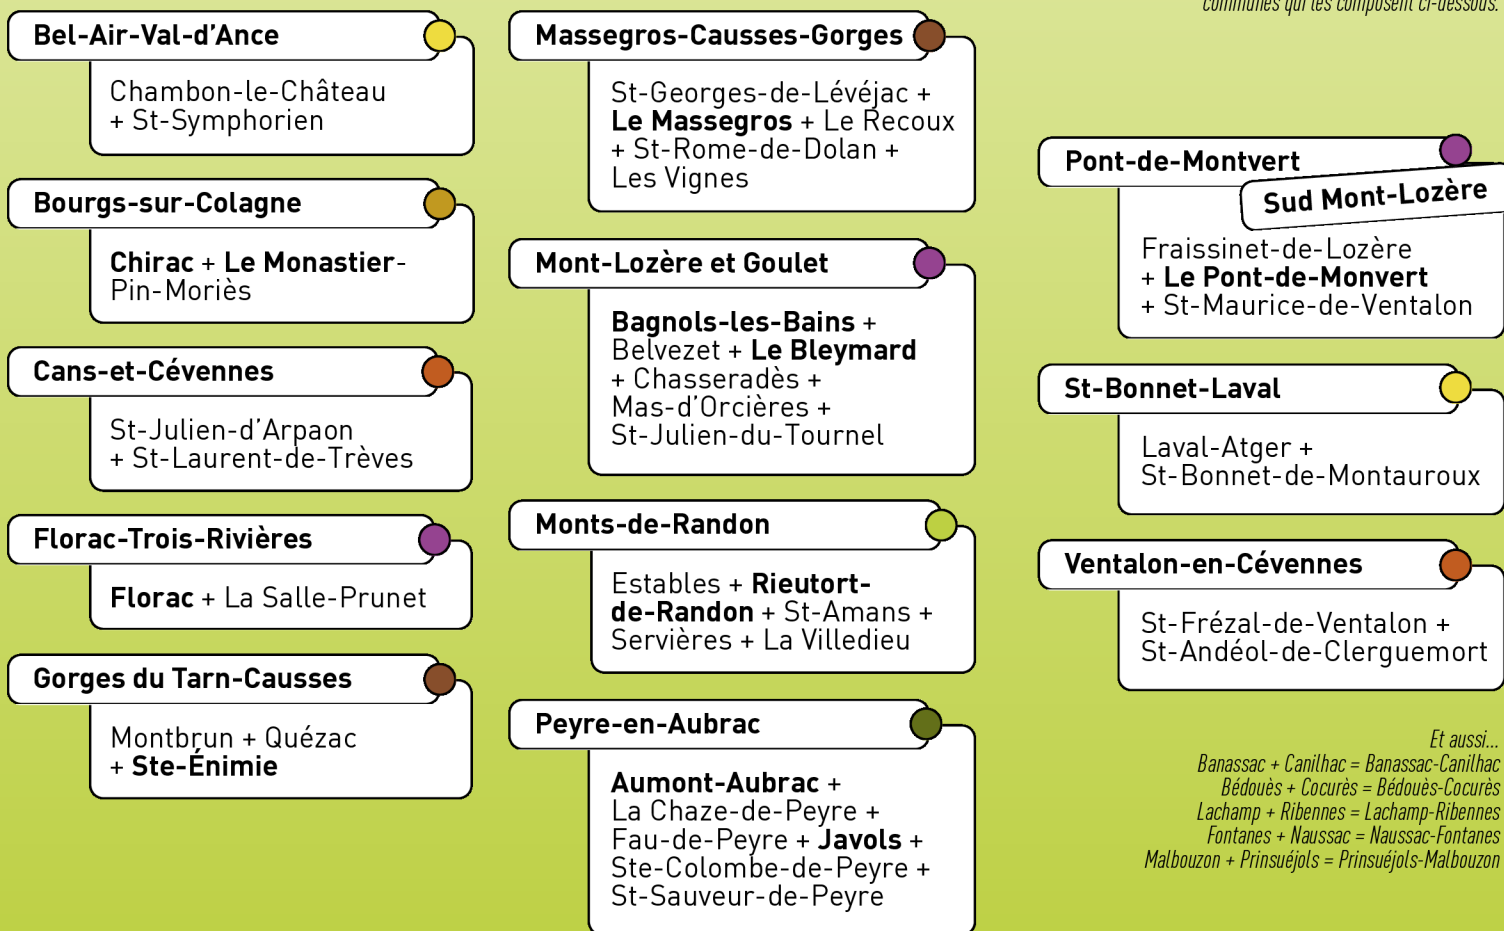 communes qui les composent ci-dessous.
Bel-Air-Val-d’Ance
Chambon-le-Château
+ St-Symphorien
Bourgs-sur-Colagne
Chirac + Le Monastier-
Pin-Moriès
Cans-et-Cévennes
St-Julien-d’Arpaon
+ St-Laurent-de-Trèves
Florac-Trois-Rivières
Florac + La Salle-Prunet
Gorges du Tarn-Causses
Montbrun + Quézac
+ Ste-Énimie
Massegros-Causses-Gorges
St-Georges-de-Lévéjac +
Le Massegros + Le Recoux
+ St-Rome-de-Dolan +
Les Vignes
Mont-Lozère et Goulet
Bagnols-les-Bains +
Belvezet + Le Bleymard
+ Chasseradès +
Mas-d’Orcières +
St-Julien-du-Tournel
Monts-de-Randon
Estables + Rieutort-
de-Randon + St-Amans +
Servières + La Villedieu
Peyre-en-Aubrac
Aumont-Aubrac +
La Chaze-de-Peyre +
Fau-de-Peyre + Javols +
Ste-Colombe-de-Peyre +
St-Sauveur-de-Peyre
Pont-de-Montvert
Sud Mont-Lozère
Fraissinet-de-Lozère
+ Le Pont-de-Monvert
+ St-Maurice-de-Ventalon
St-Bonnet-Laval
Laval-Atger +
St-Bonnet-de-Montauroux
Ventalon-en-Cévennes
St-Frézal-de-Ventalon +
St-Andéol-de-Clerguemort
Et aussi...
Banassac + Canilhac = Banassac-Canilhac
Bédouès + Cocurès = Bédouès-Cocurès
Lachamp + Ribennes = Lachamp-Ribennes
Fontanes + Naussac = Naussac-Fontanes
Malbouzon + Prinsuéjols = Prinsuéjols-Malbouzon